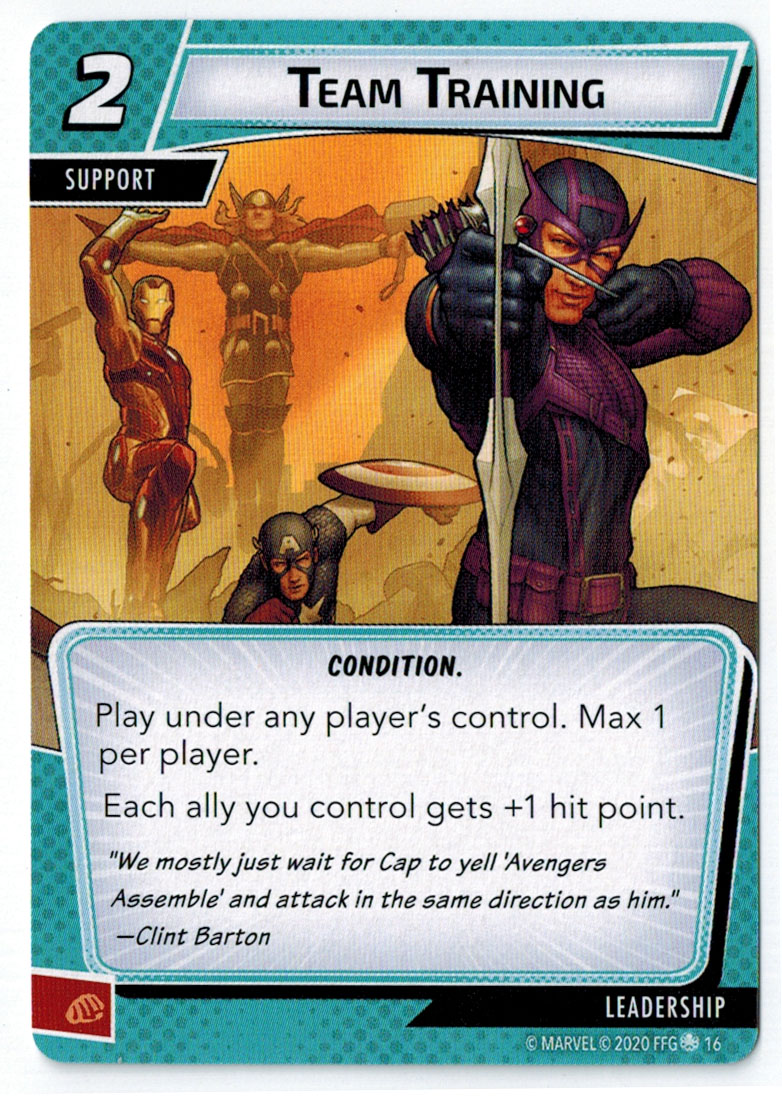 2
TEAM TRAINING
SUPPORT
CONDITION.
Play under any player's control. Max 1
per player.
Each ally you control gets +1 hit point.
"We mostly just wait for Cap to yell 'Avengers
Assemble' and attack in the same direction as him."
—Clint Barton
LEADERSHIP
© MARVEL © 2020 FFG 16